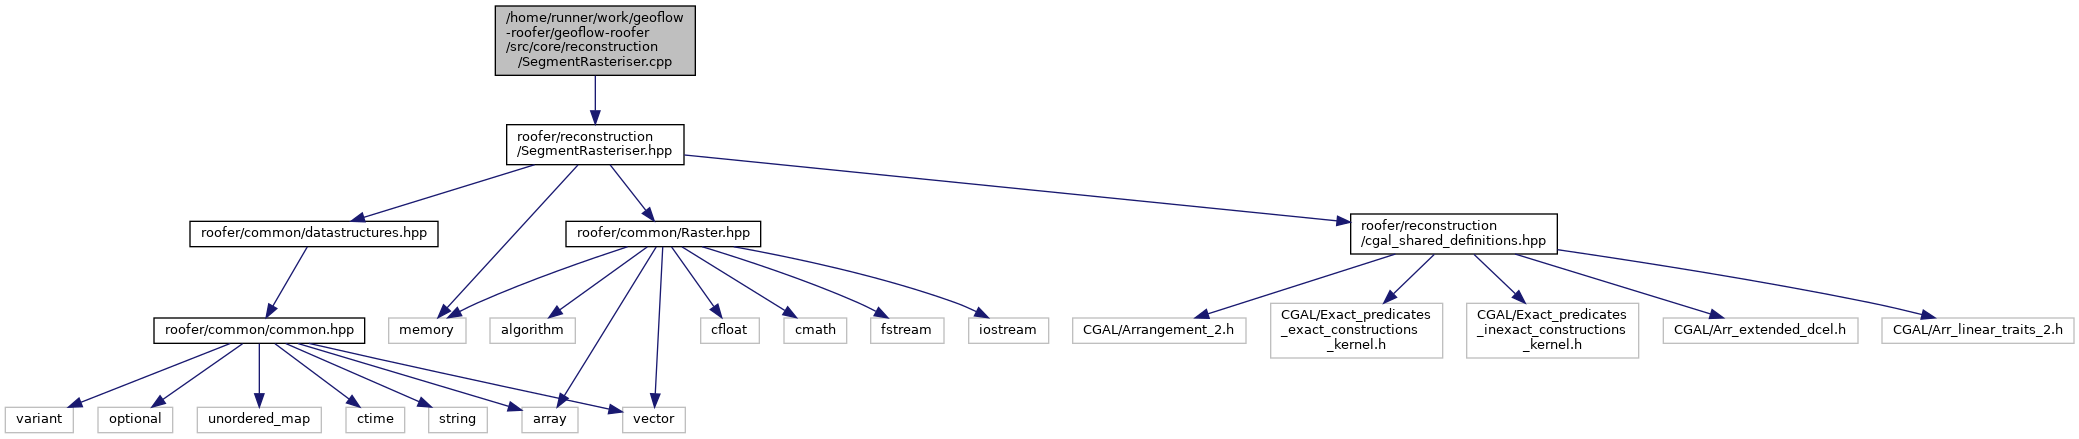 /home/runner/work/geoflow
-roofer/geoflow-roofer
/src/core/reconstruction
/SegmentRasteriser.cpp
roofer/reconstruction
/SegmentRasteriser.hpp
roofer/common/datastructures.hpp
roofer/common/Raster.hpp
roofer/reconstruction
/cgal_shared_definitions.hpp
roofer/common/common.hpp
memory
algorithm
cfloat
cmath
fstream
iostream
CGAL/Arrangement_2.h
CGAL/Exact_predicates
_exact_constructions
_kernel.h
CGAL/Exact_predicates
_inexact_constructions
_kernel.h
CGAL/Arr_extended_dcel.h
CGAL/Arr_linear_traits_2.h
variant
optional
unordered_map
ctime
string
array
vector